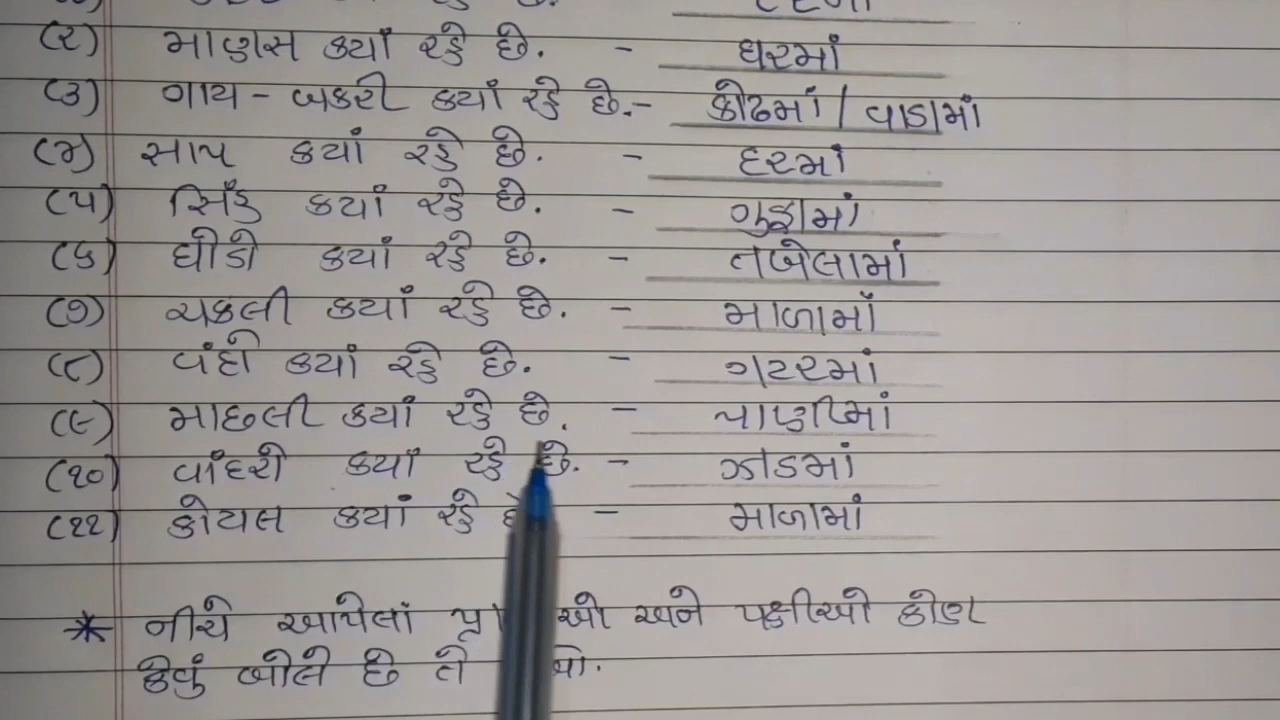 (૨) માણસ ક્યાં રહે છે. - ઘરમાં
(૩) ગાય - બકરી ક્યાં રહે છે. - કોઢમાં / વાડામાં
(૪) સાપ ક્યાં રહે છે. - દરમાં
(૫) સિંહ ક્યાં રહે છે. - ગુફામાં
(૬) ઘોડો ક્યાં રહે છે. - તબેલામાં
(૭) ચકલી ક્યાં રહે છે. - માળામાં
(૮) વંદો ક્યાં રહે છે. - ગટરમાં
(૯) માછલી ક્યાં રહે છે. - પાણીમાં
(૧૦) વાંદરો ક્યાં રહે છે. - ઝાડમાં
(૧૧) કોયલ ક્યાં રહે - માળામાં
* નીચે આપેલાં અને પક્ષીઓ કોણ
કેવું બોલે છે તે